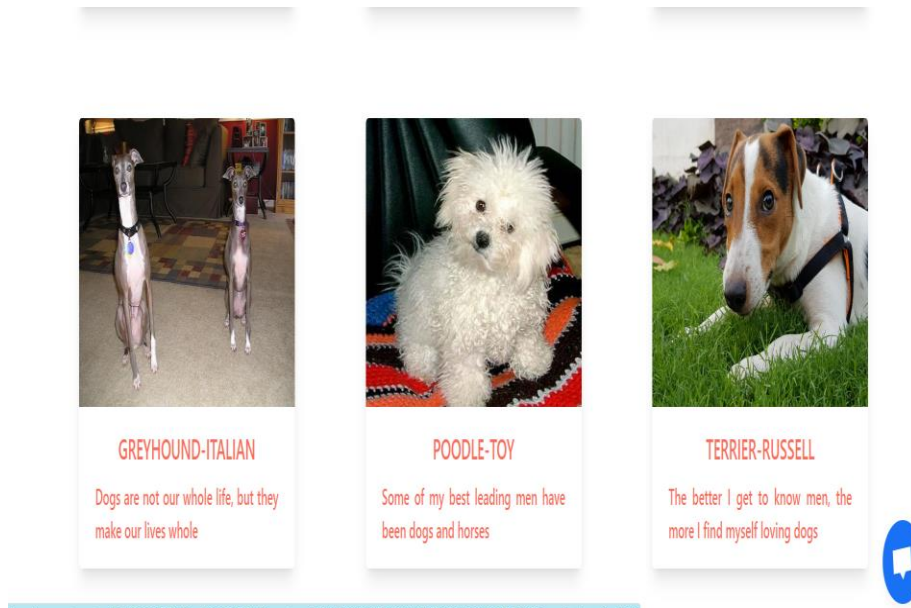 GREYHOUND-ITALIAN
Dogs are not our whole life, but they
make our lives whole
POODLE-TOY
Some of my best leading men have
been dogs and horses
TERRIER-RUSSELL
The better I get to know men, the
more I find myself loving dogs